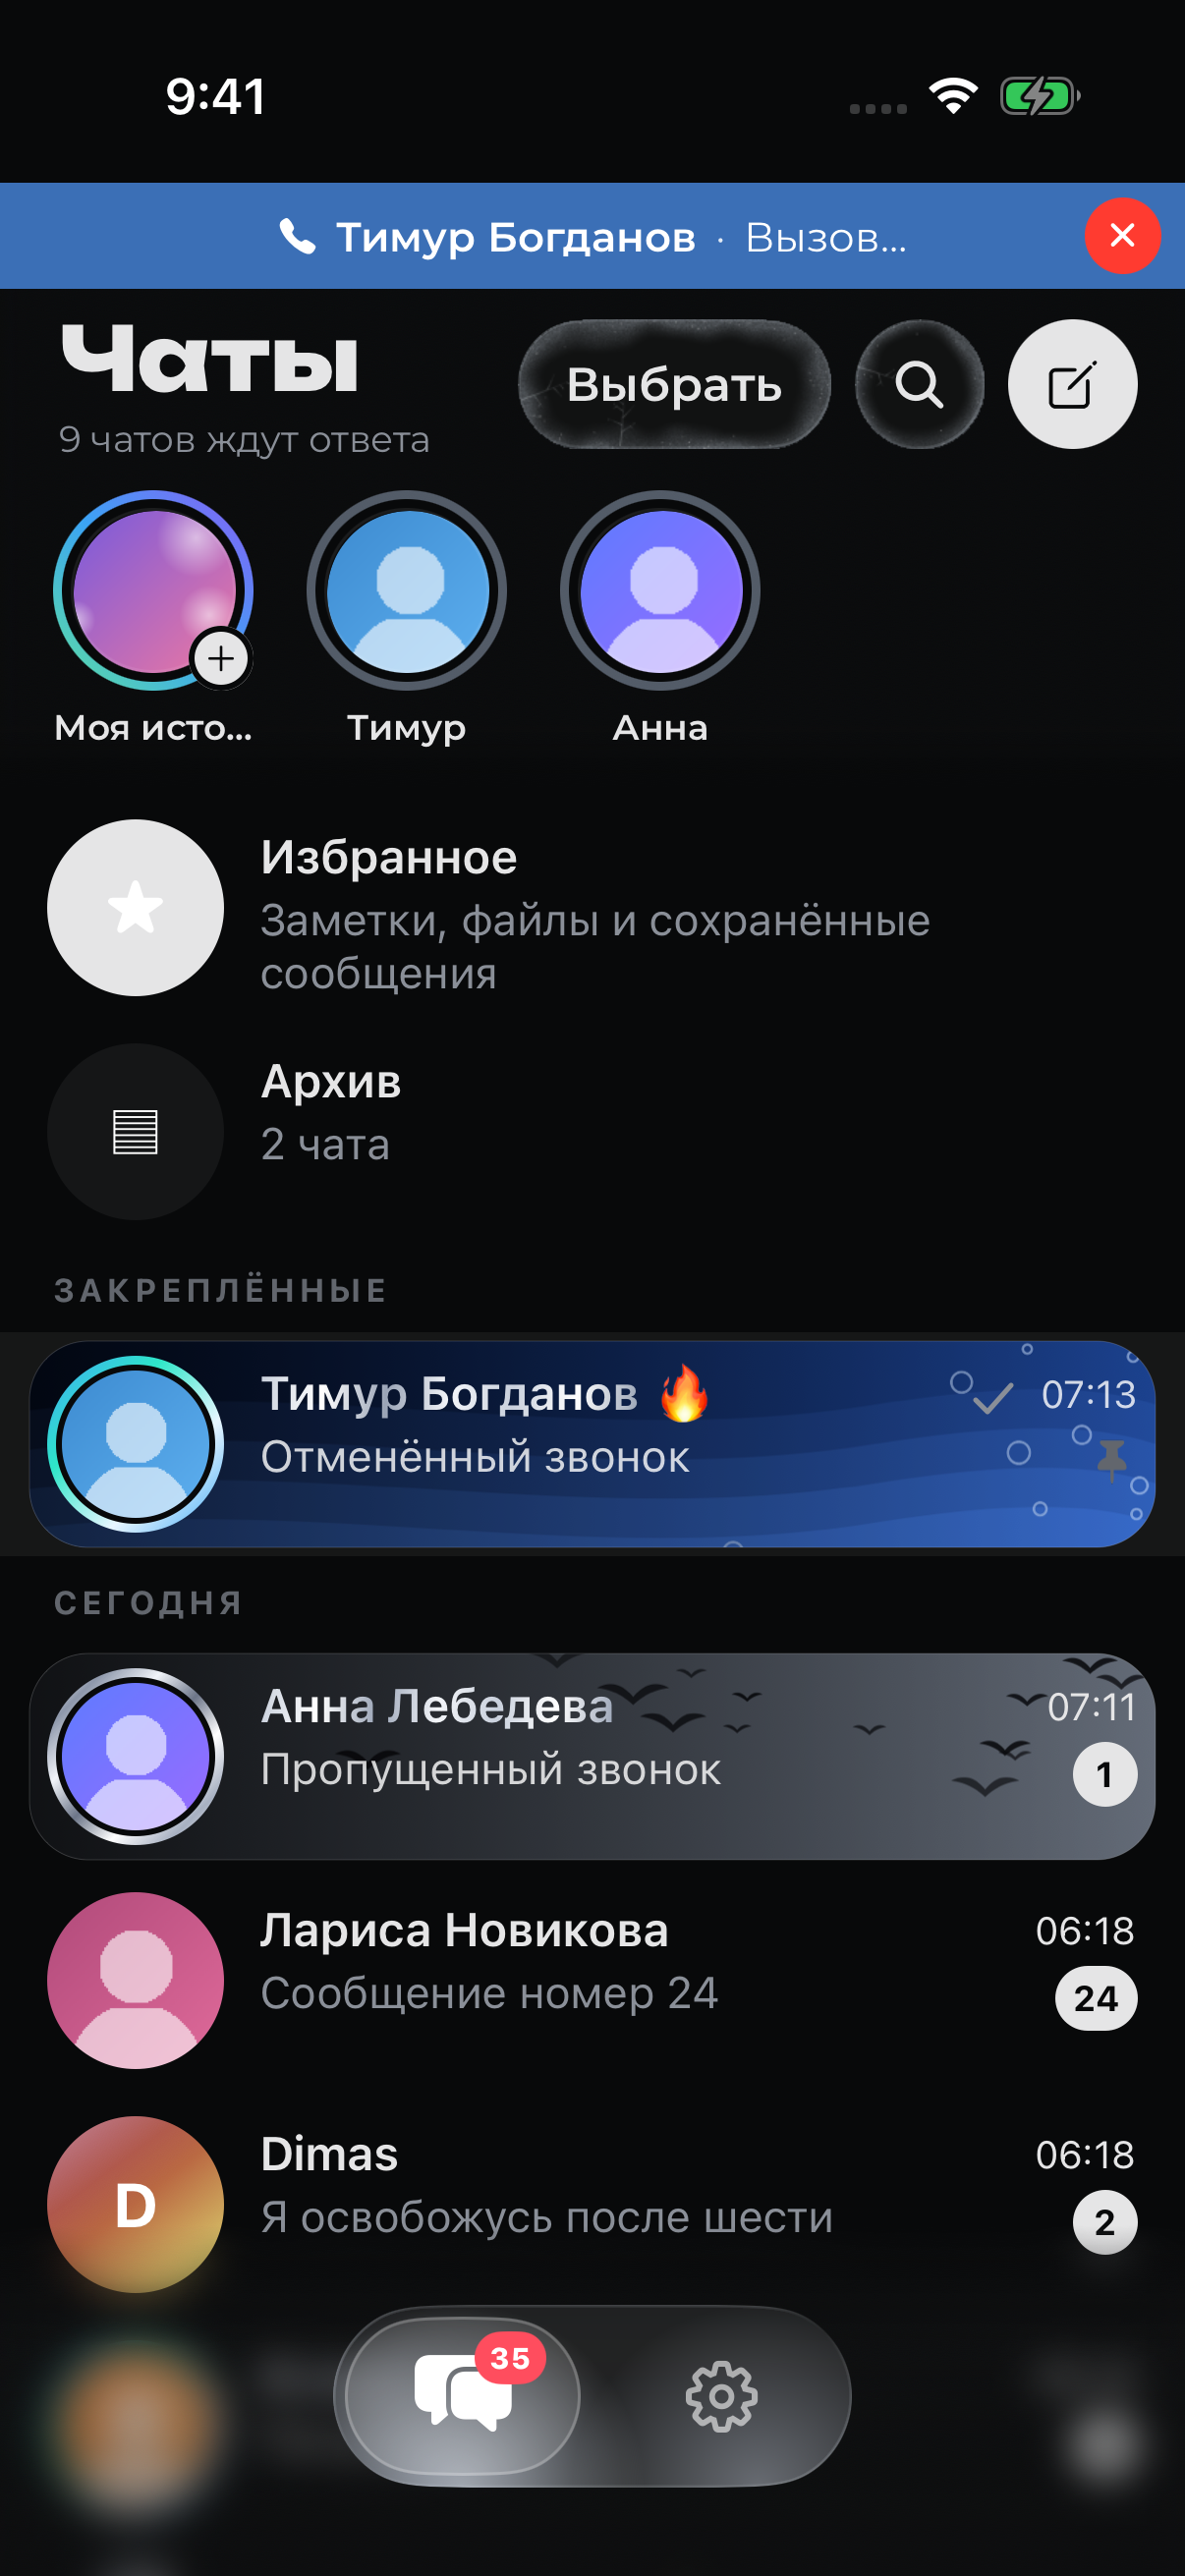 9:41
Тимур Богданов · Вызов...
Чаты
Выбрать
9 чатов ждут ответа
Моя исто...
Тимур
Анна
Избранное
Заметки, файлы и сохранённые
сообщения
Архив
2 чата
ЗАКРЕПЛЁННЫЕ
Тимур Богданов 🔥 07:13
Отменённый звонок
СЕГОДНЯ
Анна Лебедева 07:11
Пропущенный звонок 1
Лариса Новикова 06:18
Сообщение номер 24 24
Dimas 06:18
D
Я освобожусь после шести 2
35